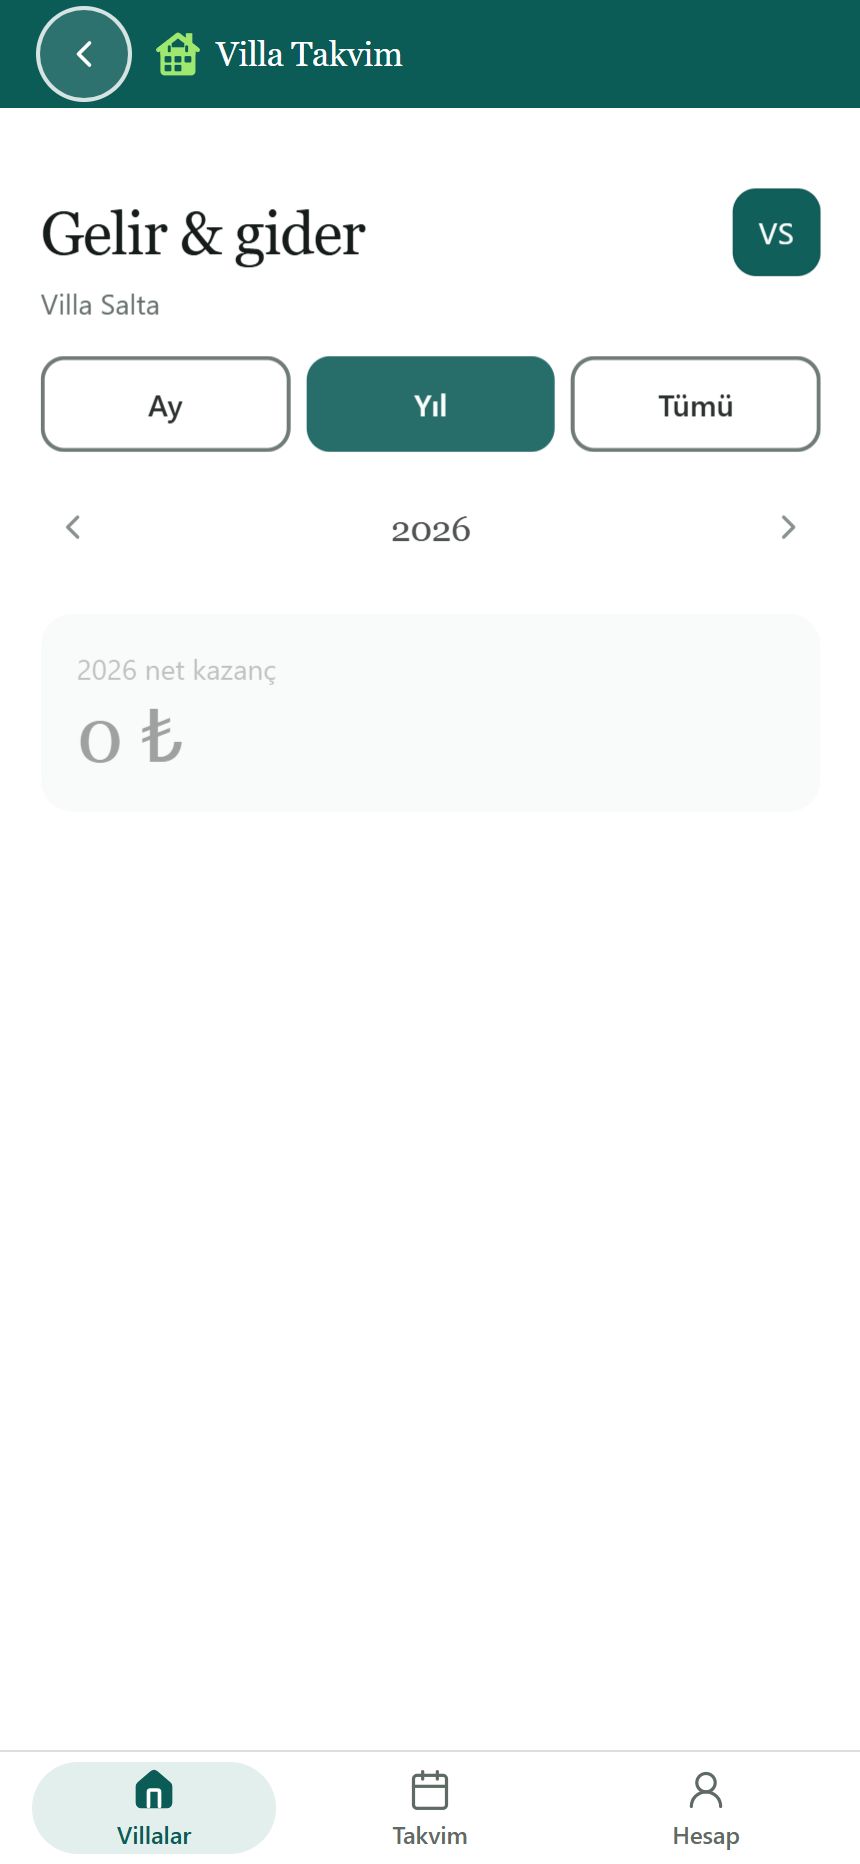 Villa Takvim
Gelir & gider
VS
Villa Salta
Ay
Yıl
Tümü
2026
2026 net kazanç
0 ₺
Villalar
Takvim
Hesap